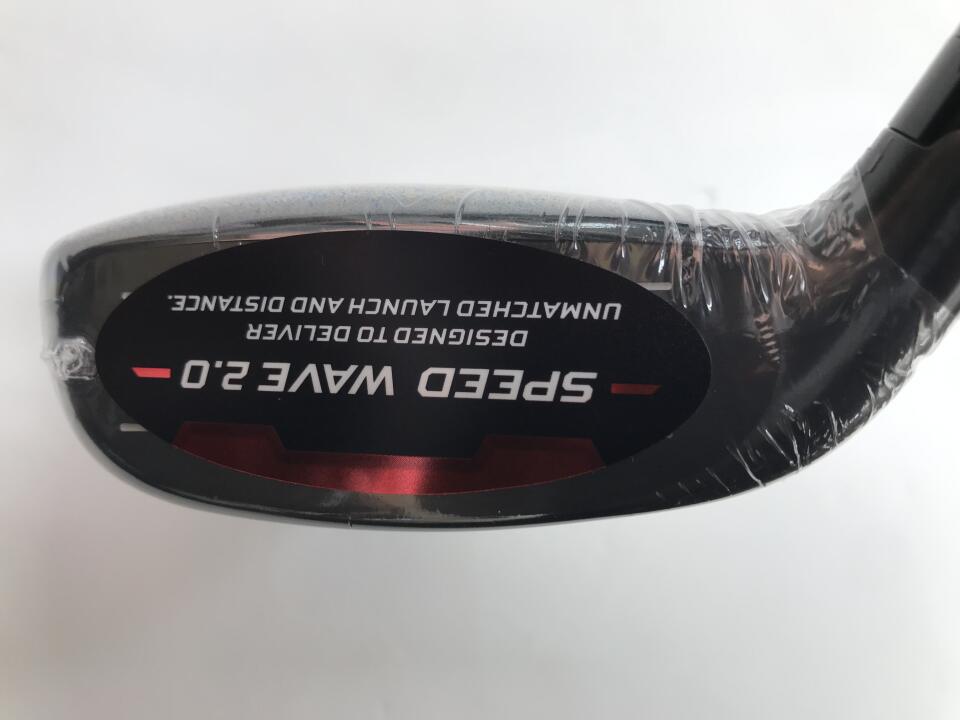 SPEED WAVE 2.0
DESIGNED TO DELIVER
UNMATCHED LAUNCH AND DISTANCE.